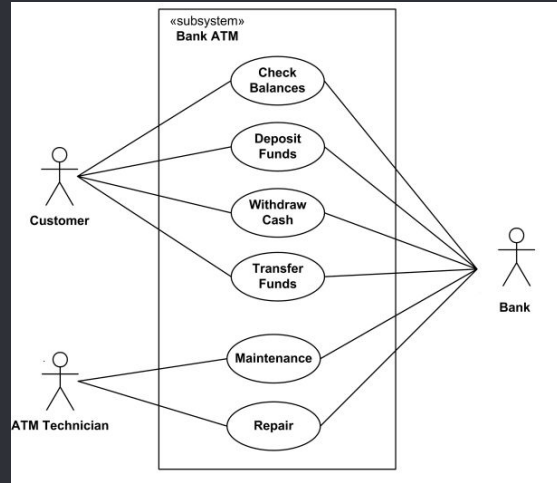 «subsystem»
Bank ATM
Check
Balances
Deposit
Funds
Withdraw
Cash
Customer
Transfer
Funds
Bank
Maintenance
ATM Technician
Repair